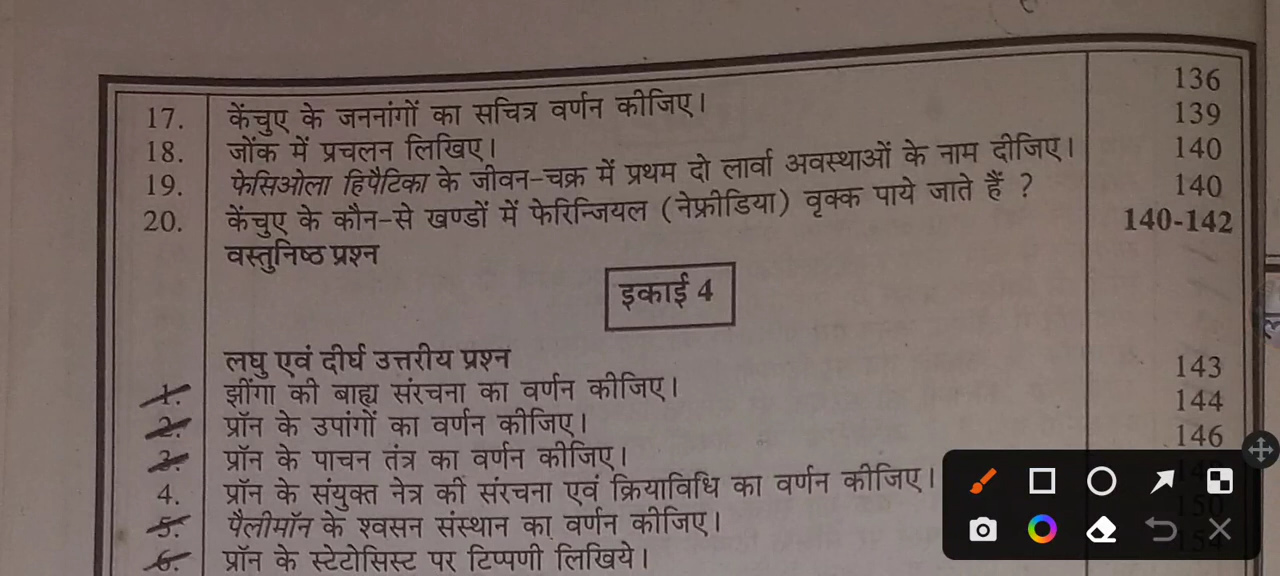 17. केंचुए के जननांगों का सचित्र वर्णन कीजिए। 136
18. जोंक में प्रचलन लिखिए। 139
19. फेसिओला हिपैटिका के जीवन-चक्र में प्रथम दो लार्वा अवस्थाओं के नाम दीजिए। 140
20. केंचुए के कौन-से खण्डों में फेरिन्जियल (नेफ्रीडिया) वृक्क पाये जाते हैं ? 140
वस्तुनिष्ठ प्रश्न 140-142
इकाई 4
लघु एवं दीर्घ उत्तरीय प्रश्न
1. झींगा की बाह्य संरचना का वर्णन कीजिए। 143
2. प्रॉन के उपांगों का वर्णन कीजिए। 144
3. प्रॉन के पाचन तंत्र का वर्णन कीजिए। 146
4. प्रॉन के संयुक्त नेत्र की संरचना एवं क्रियाविधि का वर्णन कीजिए।
5. पैलीमॉन के श्वसन संस्थान का वर्णन कीजिए। 150
6. प्रॉन के स्टेटोसिस्ट पर टिप्पणी लिखिये। 154